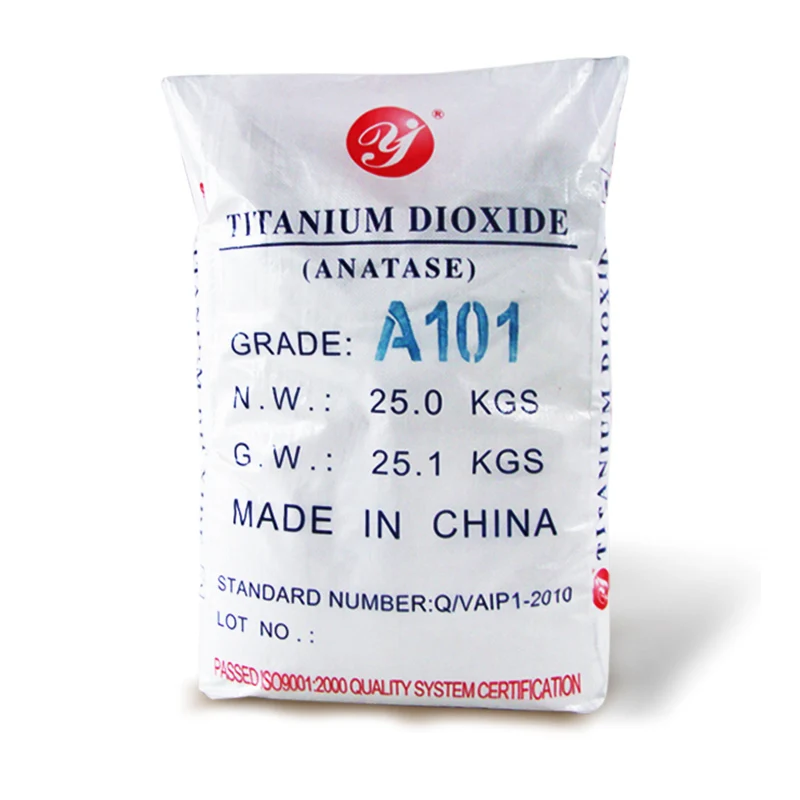 ®
TITANIUM DIOXIDE
(ANATASE)
GRADE: A101
N.W.: 25.0 KGS
G.W.: 25.1 KGS
MADE IN CHINA
STANDARD NUMBER:Q/VAIP1-2010
LOT NO.:
PASSED ISO9001:2000 QUALITY SYSTEM CERTIFICATION
TITANIUM DIOXIDE